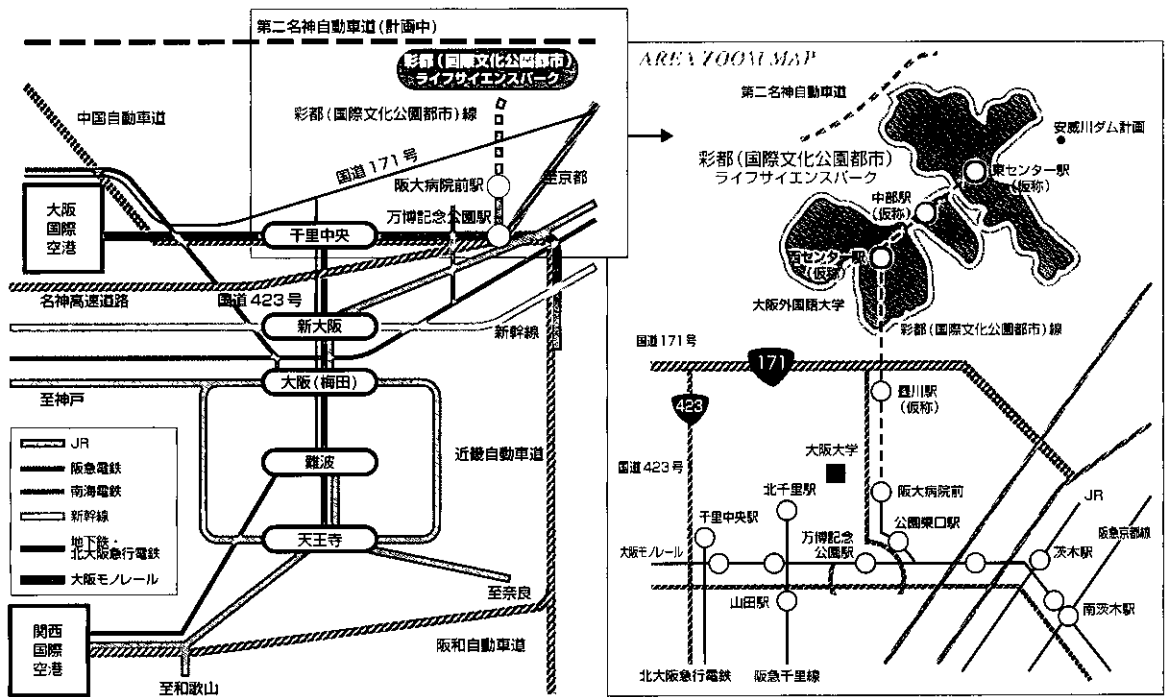 第二名神自動車道(計画中)
彩都(国際文化公園都市)
ライフサイエンスパーク
中国自動車道
彩都(国際文化公園都市)線
国道171号
阪大病院前駅
至京都
万博記念公園駅
大阪
国際
空港
千里中央
名神高速道路
国道423号
新大阪
新幹線
大阪(梅田)
至神戸
JR
阪急電鉄
南海電鉄
新幹線
地下鉄・
北大阪急行電鉄
大阪モノレール
難波
近畿自動車道
天王寺
至奈良
関西
国際
空港
阪和自動車道
至和歌山
AREA ZOOM MAP
第二名神自動車道
安威川ダム計画
彩都(国際文化公園都市)
ライフサイエンスパーク
東センター駅
(仮称)
中部駅
(仮称)
西センター駅
(仮称)
大阪外国語大学
彩都(国際文化公園都市)線
国道171号
171
423
豊川駅
(仮称)
大阪大学
国道423号
北千里駅
阪大病院前
千里中央駅
公園東口駅
JR
阪急京都線
大阪モノレール
万博記念
公園駅
茨木駅
山田駅
南茨木駅
北大阪急行電鉄
阪急千里線